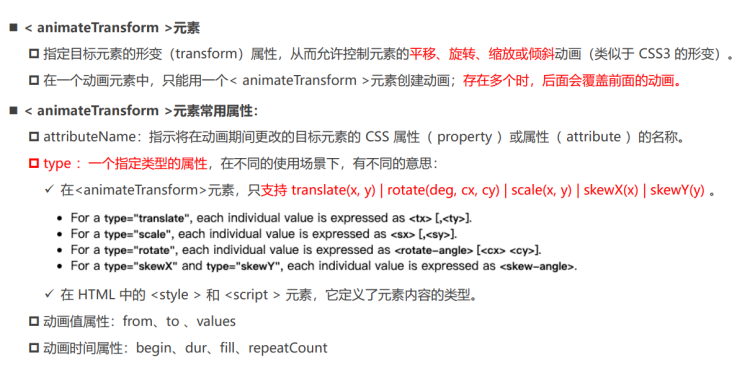 ■ < animateTransform >元素
指定目标元素的形变（transform）属性，从而允许控制元素的平移、旋转、缩放或倾斜动画（类似于 CSS3 的形变）。
在一个动画元素中，只能用一个< animateTransform >元素创建动画；存在多个时，后面会覆盖前面的动画。
■ < animateTransform >元素常用属性：
attributeName：指示将在动画期间更改的目标元素的 CSS 属性（ property ）或属性（ attribute ）的名称。
type ：一个指定类型的属性，在不同的使用场景下，有不同的意思：
✓ 在<animateTransform>元素，只支持 translate(x, y) | rotate(deg, cx, cy) | scale(x, y) | skewX(x) | skewY(y) 。
• For a type="translate", each individual value is expressed as <tx> [,<ty>].
• For a type="scale", each individual value is expressed as <sx> [,<sy>].
• For a type="rotate", each individual value is expressed as <rotate-angle> [<cx> <cy>].
• For a type="skewX" and type="skewY", each individual value is expressed as <skew-angle>.
✓ 在 HTML 中的 <style > 和 <script > 元素，它定义了元素内容的类型。
动画值属性：from、to 、values
动画时间属性：begin、dur、fill、repeatCount